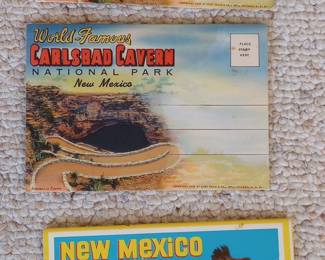 World Famous
CARLSBAD CAVERN
NATIONAL PARK
New Mexico
PLACE
STAMP
HERE
New Mexico